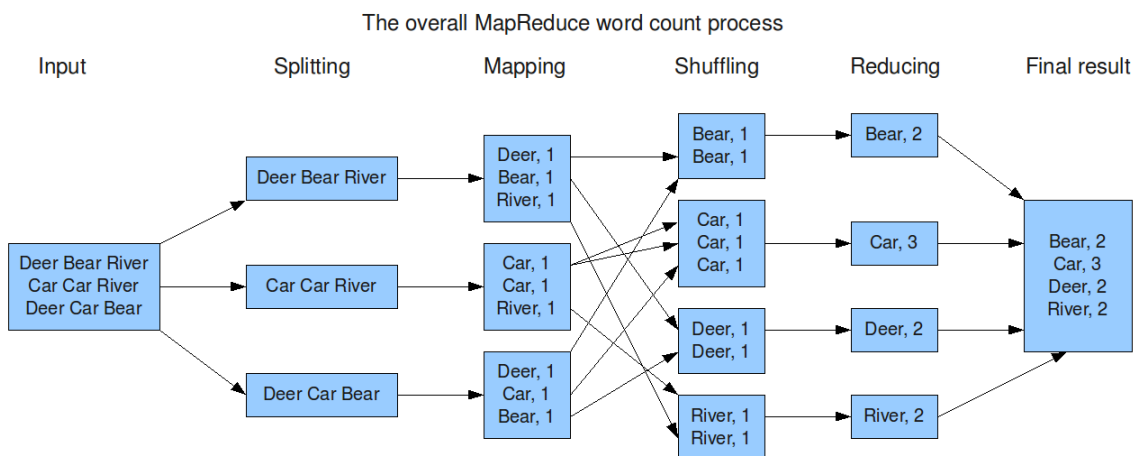 The overall MapReduce word count process
Input
Splitting
Mapping
Shuffling
Reducing
Final result
Deer Bear River
Car Car River
Deer Car Bear
Deer Bear River
Car Car River
Deer Car Bear
Deer, 1
Bear, 1
River, 1
Car, 1
Car, 1
River, 1
Deer, 1
Car, 1
Bear, 1
Bear, 1
Bear, 1
Car, 1
Car, 1
Car, 1
Deer, 1
Deer, 1
River, 1
River, 1
Bear, 2
Car, 3
Deer, 2
River, 2
Bear, 2
Car, 3
Deer, 2
River, 2